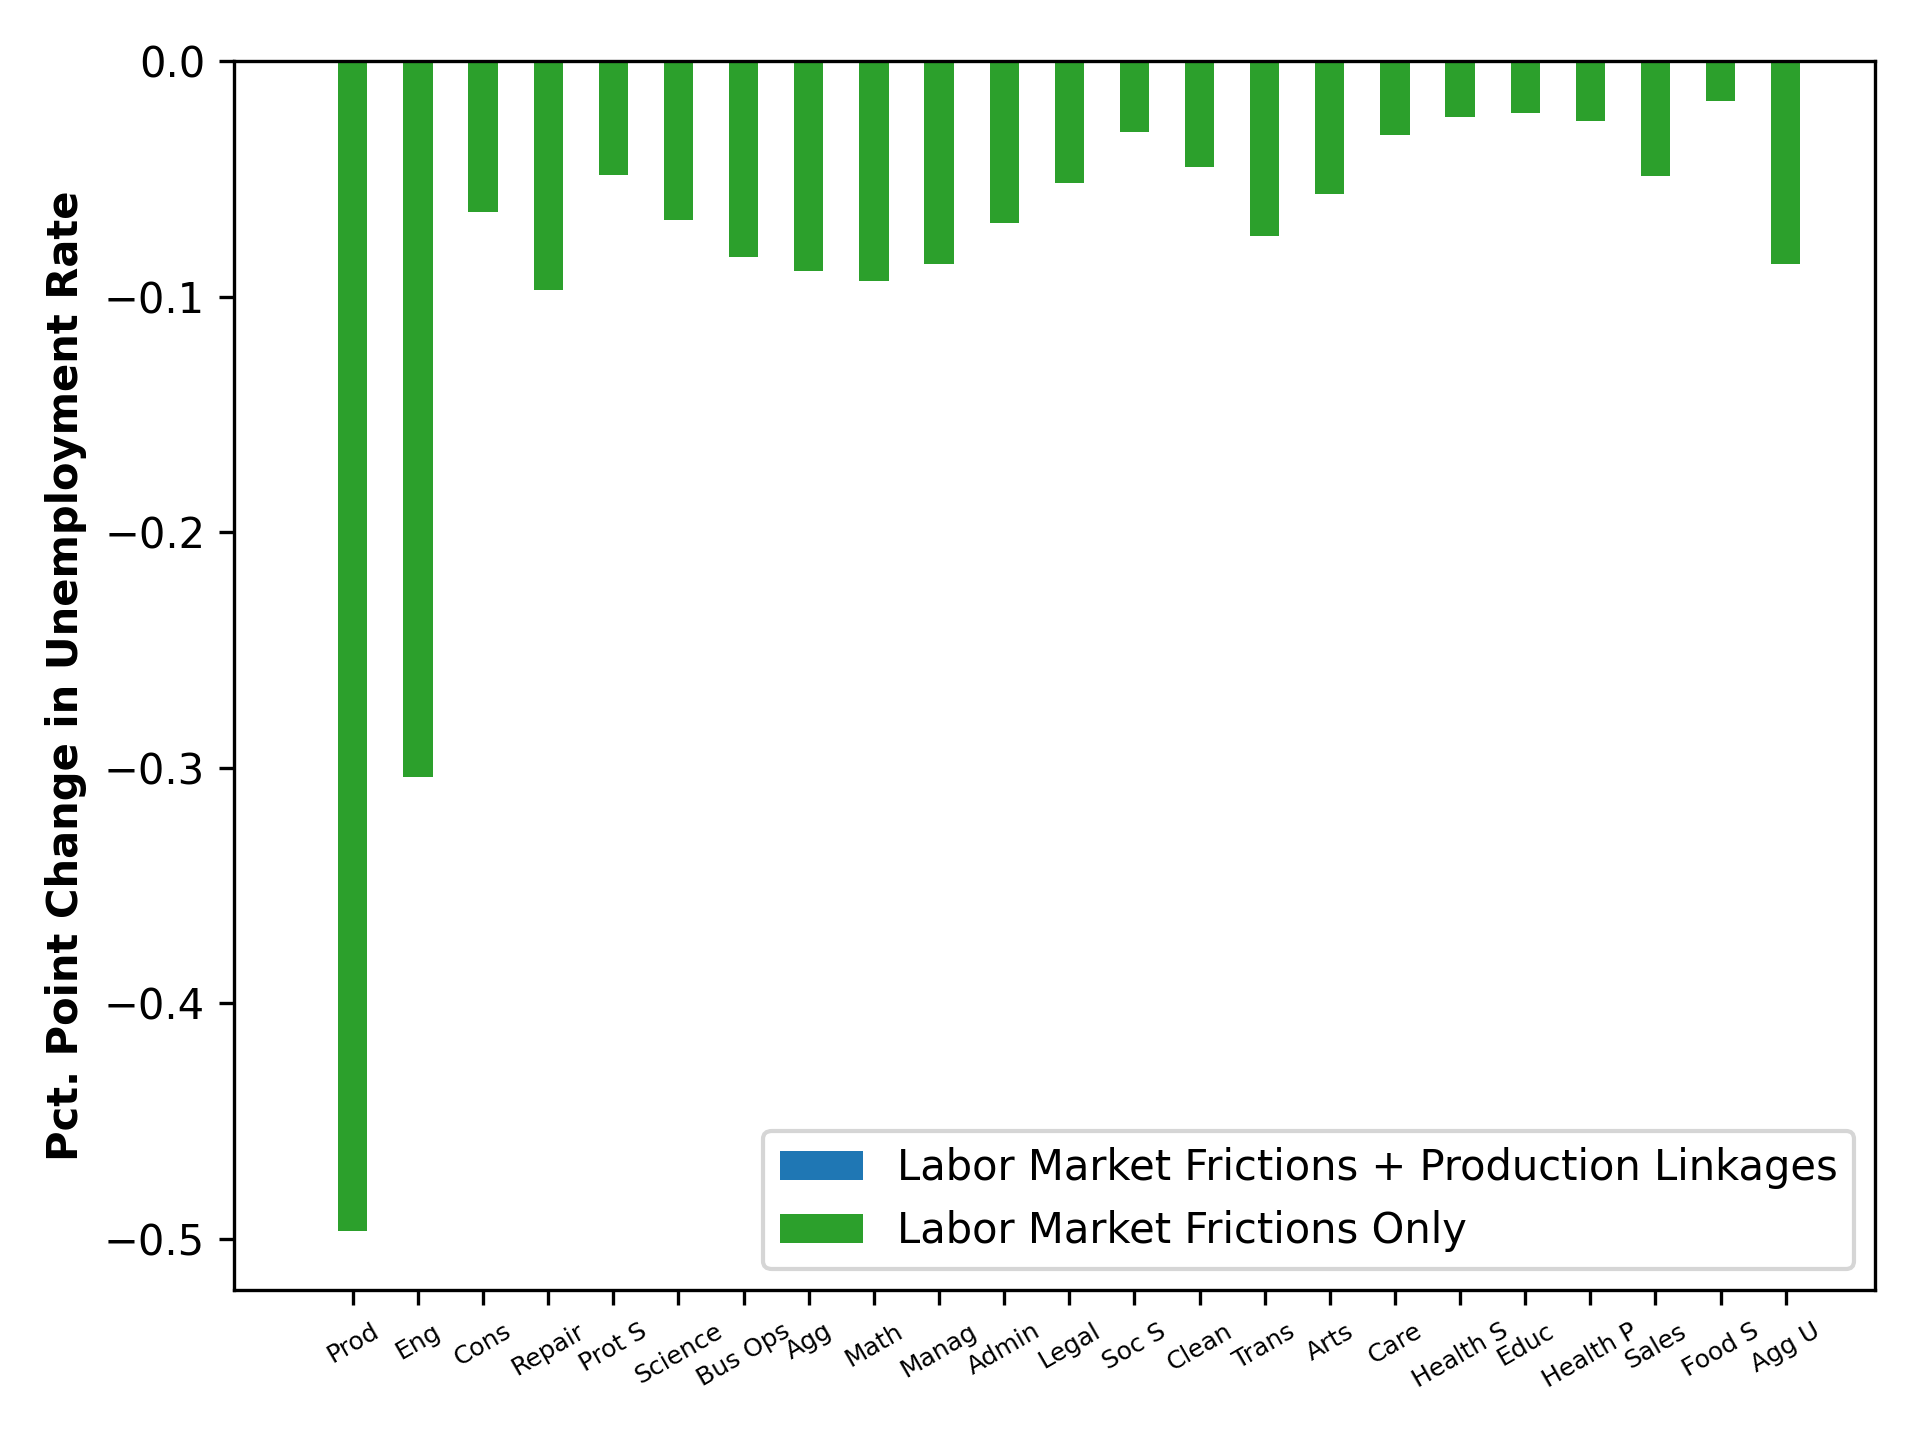 Pct. Point Change in Unemployment Rate
0.0
−0.1
−0.2
−0.3
−0.4
−0.5
Labor Market Frictions + Production Linkages
Labor Market Frictions Only
Prod Eng Cons Repair Prot S Science Bus Ops Agg Math Manag Admin Legal Soc S Clean Trans Arts Care Health S Educ Health P Sales Food S Agg U